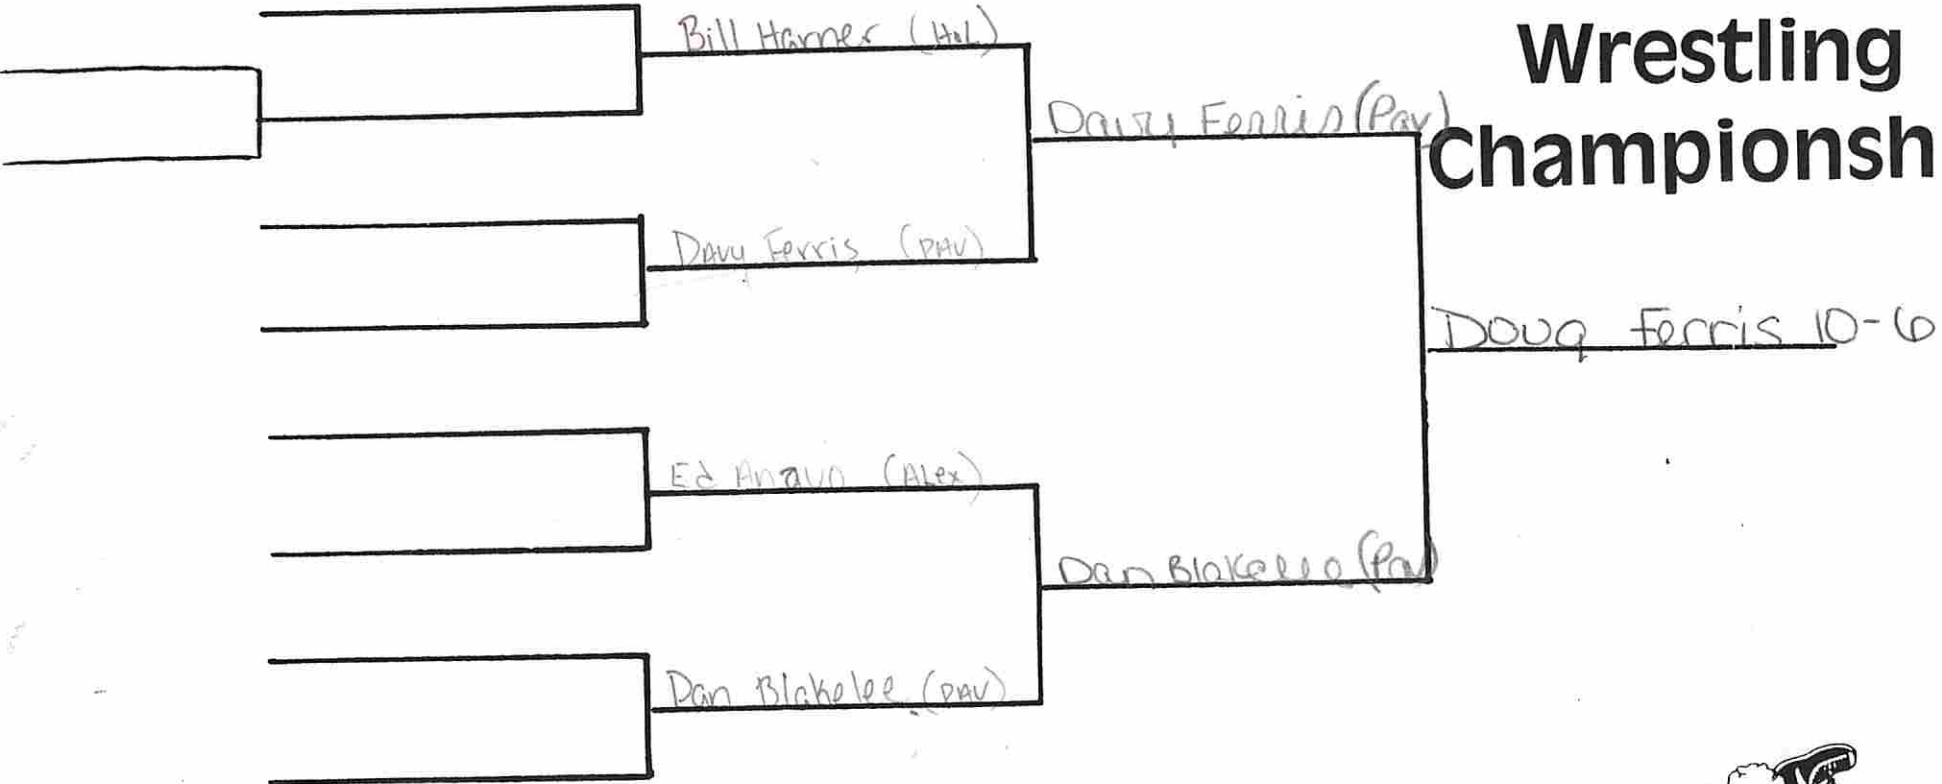 Wrestling
Championsh
Bill Harner (Hol)
Davy Ferris (Pav)
Davy Ferris (PAV)
Doug Ferris 10-6
Ed (Alex)
Dan Blakelee (Pav)
Dan Blakelee (PAV)